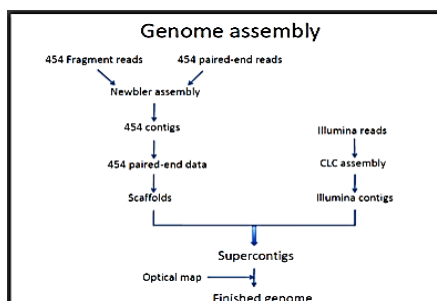 Genome assembly
454 Fragment reads 454 paired-end reads
Newbler assembly
454 contigs
Illumina reads
454 paired-end data
CLC assembly
Scaffolds
Illumina contigs
Supercontigs
Optical map
Finished genome